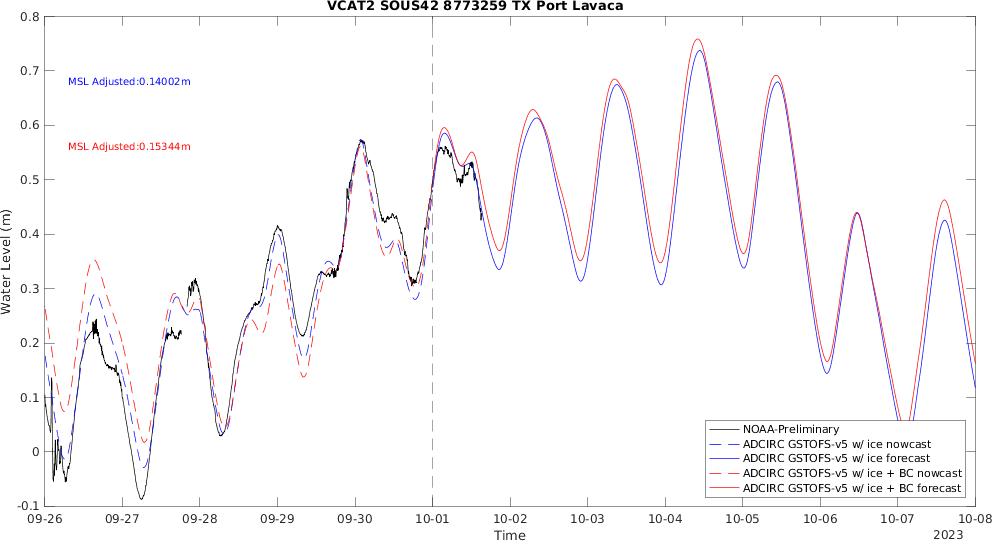 VCAT2 SOUS42 8773259 TX Port Lavaca
0.8
0.7
0.6
0.5
0.4
0.3
0.2
0.1
0
-0.1
Water Level (m)
MSL Adjusted:0.14002m
MSL Adjusted:0.15344m
NOAA-Preliminary
ADCIRC GSTOFS-v5 w/ ice nowcast
ADCIRC GSTOFS-v5 w/ ice forecast
ADCIRC GSTOFS-v5 w/ ice + BC nowcast
ADCIRC GSTOFS-v5 w/ ice + BC forecast
09-26 09-27 09-28 09-29 09-30 10-01 10-02 10-03 10-04 10-05 10-06 10-07 10-08
Time
2023